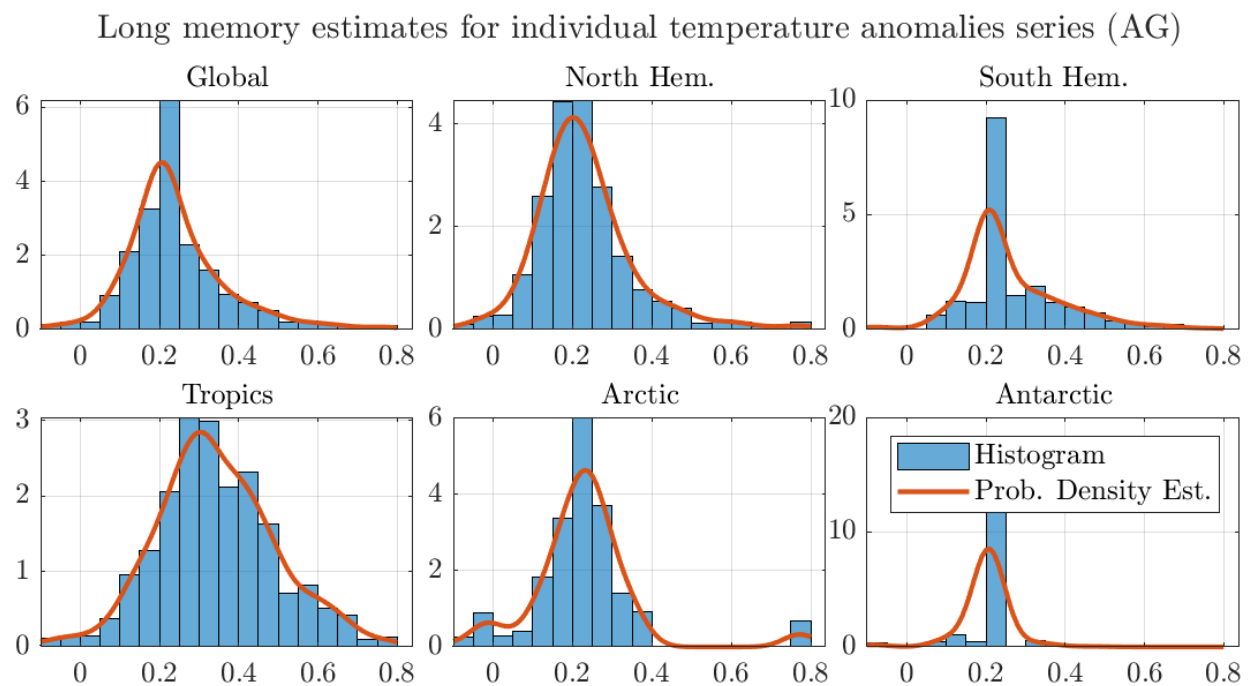 Long memory estimates for individual temperature anomalies series (AG)
Global
North Hem.
South Hem.
6
4
2
0
0 0.2 0.4 0.6 0.8
4
2
0
0 0.2 0.4 0.6 0.8
10
5
0
0 0.2 0.4 0.6 0.8
Tropics
Arctic
Antarctic
3
2
1
0
0 0.2 0.4 0.6 0.8
6
4
2
0
0 0.2 0.4 0.6 0.8
20
10
0
0 0.2 0.4 0.6 0.8
Histogram
Prob. Density Est.